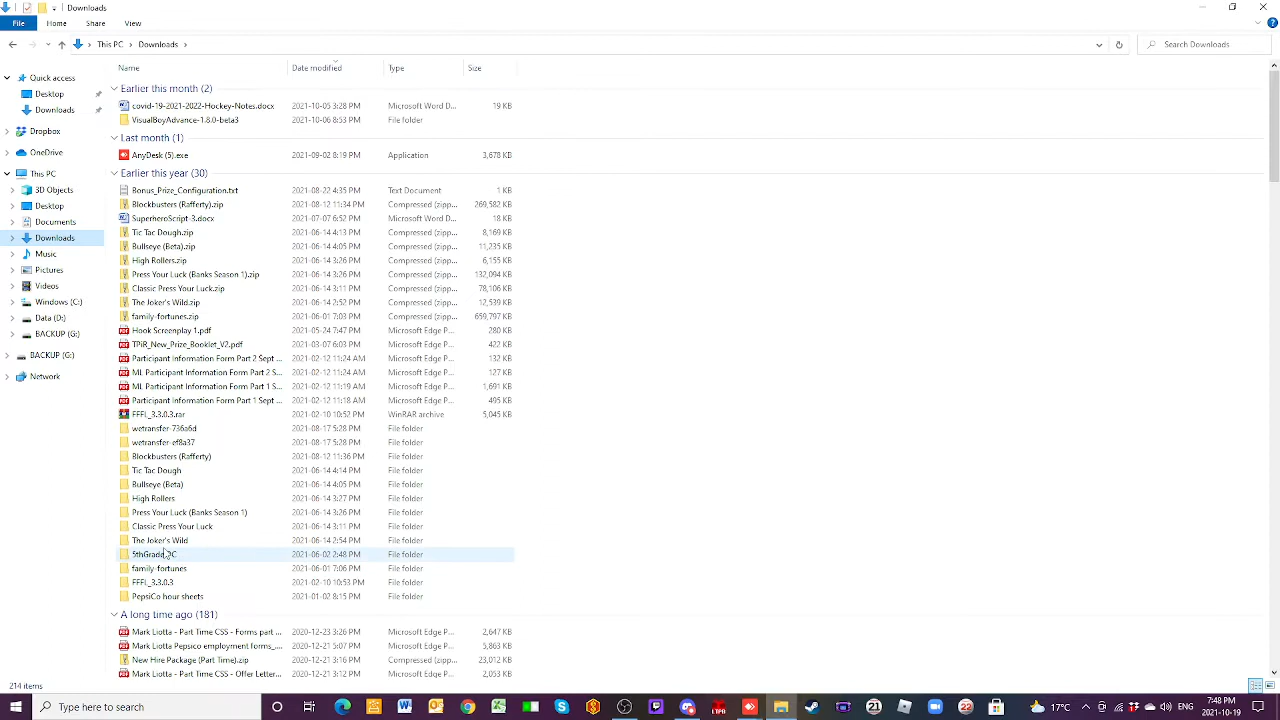 Downloads
File Home Share View
This PC Downloads Search Downloads
Name Date modified Type Size
Quick access
Desktop
Downloads
Dropbox
OneDrive
This PC
3D Objects
Desktop
Documents
Downloads
Music
Pictures
Videos
Windows (C:)
Data (D:)
BACKUP (G:)
BACKUP (G:)
Network
Earlier this month (2)
covid-19-2021-2022-Hockey-Notes.docx 2021-10-05 3:28 PM Microsoft Word D... 19 KB
VisualBoyAdvance-1.8.0-beta3 2021-10-06 8:53 PM File folder
Last month (1)
AnyDesk (5).exe 2021-09-02 8:19 PM Application 3,678 KB
Earlier this year (30)
Bonus_Prize_Configuration.txt 2021-08-22 4:35 PM Text Document 1 KB
Blockbusters (Rafferty).zip 2021-08-12 11:34 PM Compressed (zipp... 269,582 KB
SuperheroScript-3.docx 2021-07-07 6:52 PM Microsoft Word D... 18 KB
Tic Tac Dough.zip 2021-06-14 4:13 PM Compressed (zipp... 8,169 KB
Bullseye (Beta).zip 2021-06-14 4:05 PM Compressed (zipp... 11,235 KB
High Rollers.zip 2021-06-14 3:26 PM Compressed (zipp... 6,155 KB
Press Your Luck (Banks Season 1).zip 2021-06-14 3:26 PM Compressed (zipp... 132,094 KB
Classic Press Your Luck.zip 2021-06-14 3:11 PM Compressed (zipp... 78,106 KB
The Joker's Wild.zip 2021-06-14 2:52 PM Compressed (zipp... 12,539 KB
family-fortunes.zip 2021-06-01 7:03 PM Compressed (zipp... 659,797 KB
Hook Screenplay 1.pdf 2021-05-24 7:47 PM Microsoft Edge P... 280 KB
TPiR_New_Prize_Booklet_V2.pdf 2021-03-07 6:03 PM Microsoft Edge P... 422 KB
Participant Information Form Part 2 Sept ... 2021-02-12 11:24 AM Microsoft Edge P... 132 KB
ML Participant Information Form Part 2 S... 2021-02-12 11:24 AM Microsoft Edge P... 127 KB
ML Participant Information Form Part 1 S... 2021-02-12 11:19 AM Microsoft Edge P... 1,691 KB
Participant Information Form Part 1 Sept ... 2021-02-12 11:18 AM Microsoft Edge P... 495 KB
FFFL_3.3.0.3.rar 2021-02-10 10:52 PM WinRAR archive 5,045 KB
wetransfer-736a6d 2021-08-17 5:28 PM File folder
wetransfer-ef8a37 2021-08-17 5:28 PM File folder
Blockbusters (Rafferty) 2021-08-12 11:36 PM File folder
Tic Tac Dough 2021-06-14 4:14 PM File folder
Bullseye (Beta) 2021-06-14 4:05 PM File folder
High Rollers 2021-06-14 3:27 PM File folder
Press Your Luck (Banks Season 1) 2021-06-14 3:26 PM File folder
Classic Press Your Luck 2021-06-14 3:11 PM File folder
The Joker's Wild 2021-06-14 2:54 PM File folder
5thGrade C 2021-06-02 2:48 PM File folder
family-fortunes 2021-06-01 7:06 PM File folder
FFFL_3.3.0.3 2021-02-10 10:53 PM File folder
PepsiCo hour sheets 2021-01-02 8:15 PM File folder
A long time ago (181)
Mark Liotta - Part Time CSS - Forms part ... 2020-12-23 3:26 PM Microsoft Edge P... 2,647 KB
Mark Liotta Pepsico employment forms_... 2020-12-21 5:07 PM Microsoft Edge P... 5,863 KB
New Hire Package (Part Time).zip 2020-12-21 3:16 PM Compressed (zipp... 23,012 KB
Mark Liotta - Part Time CSS - Offer Letter... 2020-12-21 3:12 PM Microsoft Edge P... 2,053 KB
214 items
Type here to search
21
22
17°C
7:48 PM
2021-10-19